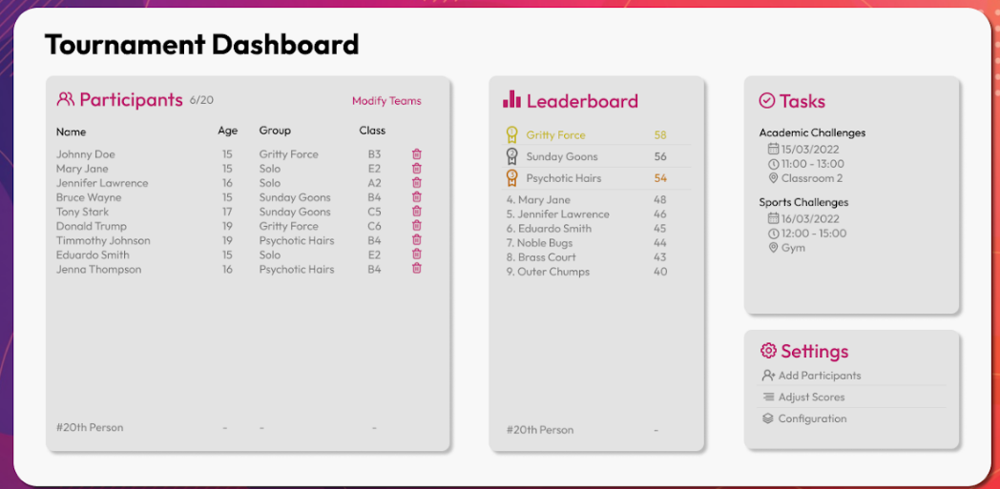 Tournament Dashboard
Participants 6/20 Modify Teams
Name Age Group Class
Johnny Doe 15 Gritty Force B3
Mary Jane 15 Solo E2
Jennifer Lawrence 16 Solo A2
Bruce Wayne 15 Sunday Goons B4
Tony Stark 17 Sunday Goons C5
Donald Trump 19 Gritty Force C6
Timmothy Johnson 19 Psychotic Hairs B4
Eduardo Smith 15 Solo E2
Jenna Thompson 16 Psychotic Hairs B4
#20th Person - - -
Leaderboard
1 Gritty Force 58
2 Sunday Goons 56
3 Psychotic Hairs 54
4. Mary Jane 48
5. Jennifer Lawrence 46
6. Eduardo Smith 45
7. Noble Bugs 44
8. Brass Court 43
9. Outer Chumps 40
#20th Person -
Tasks
Academic Challenges
15/03/2022
11:00 - 13:00
Classroom 2
Sports Challenges
16/03/2022
12:00 - 15:00
Gym
Settings
Add Participants
Adjust Scores
Configuration